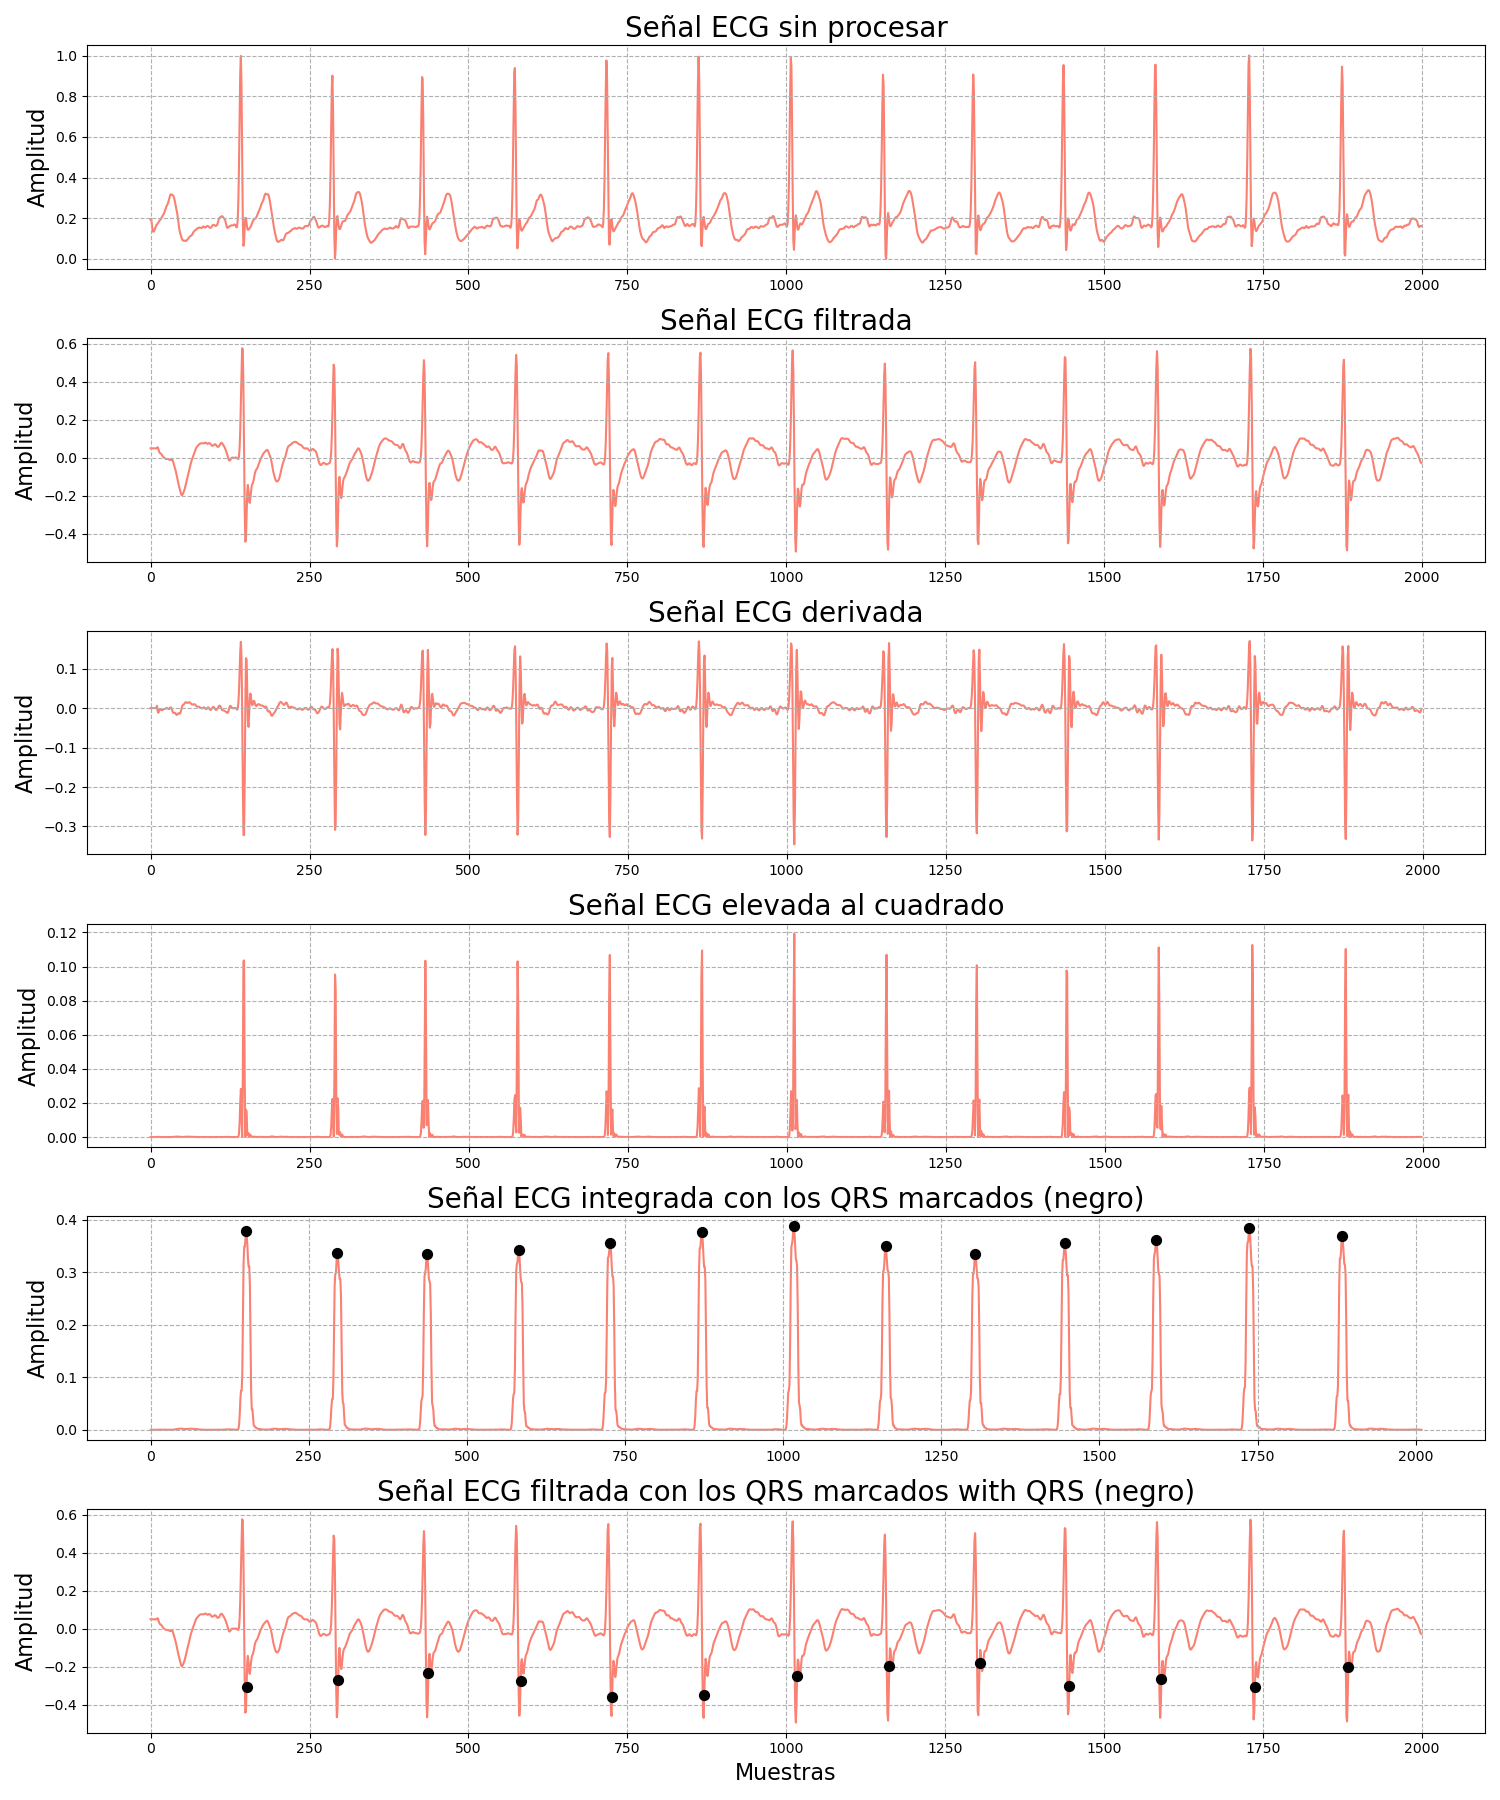 Señal ECG sin procesar
1.0
0.8
0.6
0.4
0.2
0.0
Amplitud
0 250 500 750 1000 1250 1500 1750 2000
Señal ECG filtrada
0.6
0.4
0.2
0.0
−0.2
−0.4
Amplitud
0 250 500 750 1000 1250 1500 1750 2000
Señal ECG derivada
0.1
0.0
−0.1
−0.2
−0.3
Amplitud
0 250 500 750 1000 1250 1500 1750 2000
Señal ECG elevada al cuadrado
0.12
0.10
0.08
0.06
0.04
0.02
0.00
Amplitud
0 250 500 750 1000 1250 1500 1750 2000
Señal ECG integrada con los QRS marcados (negro)
0.4
0.3
0.2
0.1
0.0
Amplitud
0 250 500 750 1000 1250 1500 1750 2000
Señal ECG filtrada con los QRS marcados with QRS (negro)
0.6
0.4
0.2
0.0
−0.2
−0.4
Amplitud
0 250 500 750 1000 1250 1500 1750 2000
Muestras